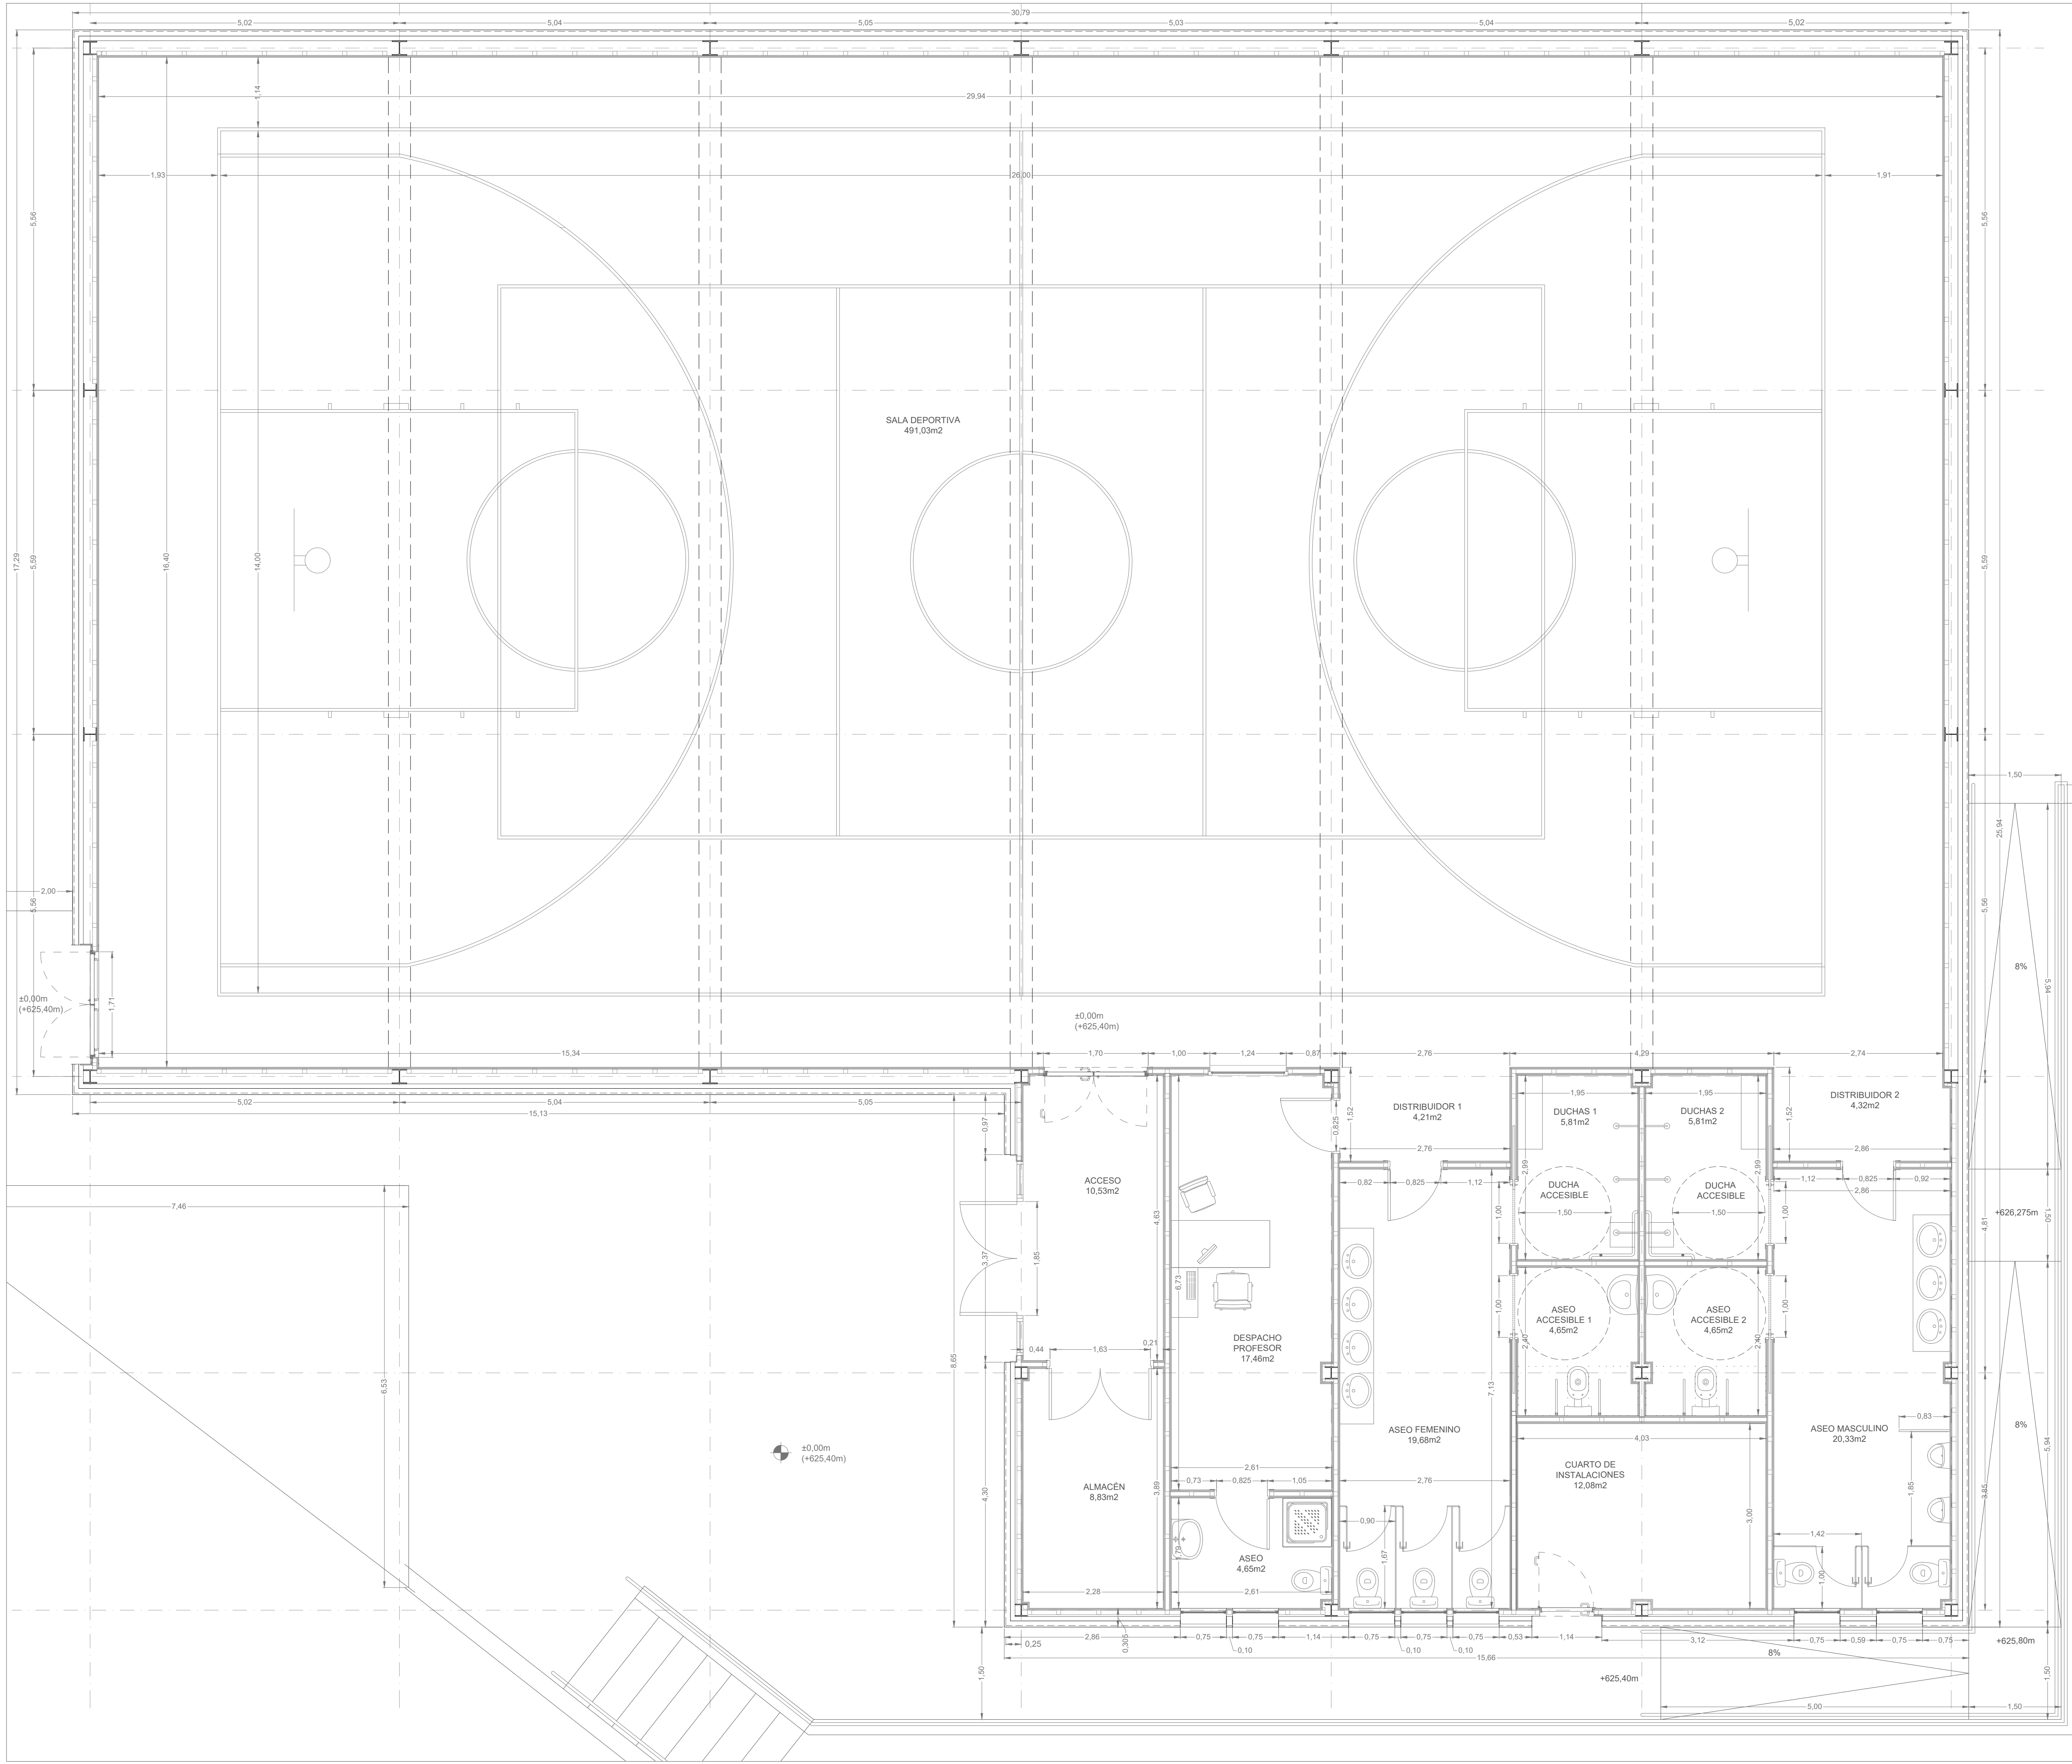 30,79
5,02
5,04
5,05
5,03
5,04
5,02
1,14
29,94
1,93
26,00
1,91
5,56
5,56
SALA DEPORTIVA
491,03m2
17,29
5,59
16,40
14,00
5,59
1,50
25,94
2,00
5,56
5,56
8%
5,94
±0,00m
(+625,40m)
1,71
±0,00m
(+625,40m)
15,34
1,70
1,00
1,24
0,87
2,76
4,29
2,74
5,02
5,04
5,05
15,13
0,97
1,52
0,825
DISTRIBUIDOR 1
4,21m2
2,76
1,95
1,95
DUCHAS 1
5,81m2
DUCHAS 2
5,81m2
1,52
DISTRIBUIDOR 2
4,32m2
2,86
ACCESO
10,53m2
2,99
2,99
0,82
0,825
1,12
1,12
0,825
0,92
2,86
DUCHA
ACCESIBLE
DUCHA
ACCESIBLE
7,46
4,63
1,00
1,50
1,50
1,00
4,81
+626,275m
1,50
3,37
1,85
6,73
1,00
1,00
ASEO
ACCESIBLE 1
4,65m2
ASEO
ACCESIBLE 2
4,65m2
2,40
2,40
DESPACHO
PROFESOR
17,46m2
0,44
1,63
0,21
8,65
6,53
7,13
0,83
8%
ASEO FEMENINO
19,68m2
ASEO MASCULINO
20,33m2
4,03
±0,00m
(+625,40m)
5,94
CUARTO DE
INSTALACIONES
12,08m2
2,61
0,73
0,825
1,05
2,76
ALMACÉN
8,83m2
3,89
4,30
3,00
1,85
3,85
0,90
1,67
1,79
ASEO
4,65m2
1,42
1,00
2,28
2,61
0,25
2,86
0,305
0,75
0,10
0,75
1,14
0,75
0,10
0,75
0,10
0,75
0,53
1,14
3,12
0,75
0,59
0,75
0,75
+625,80m
15,66
8%
1,50
+625,40m
1,50
5,00
1,50